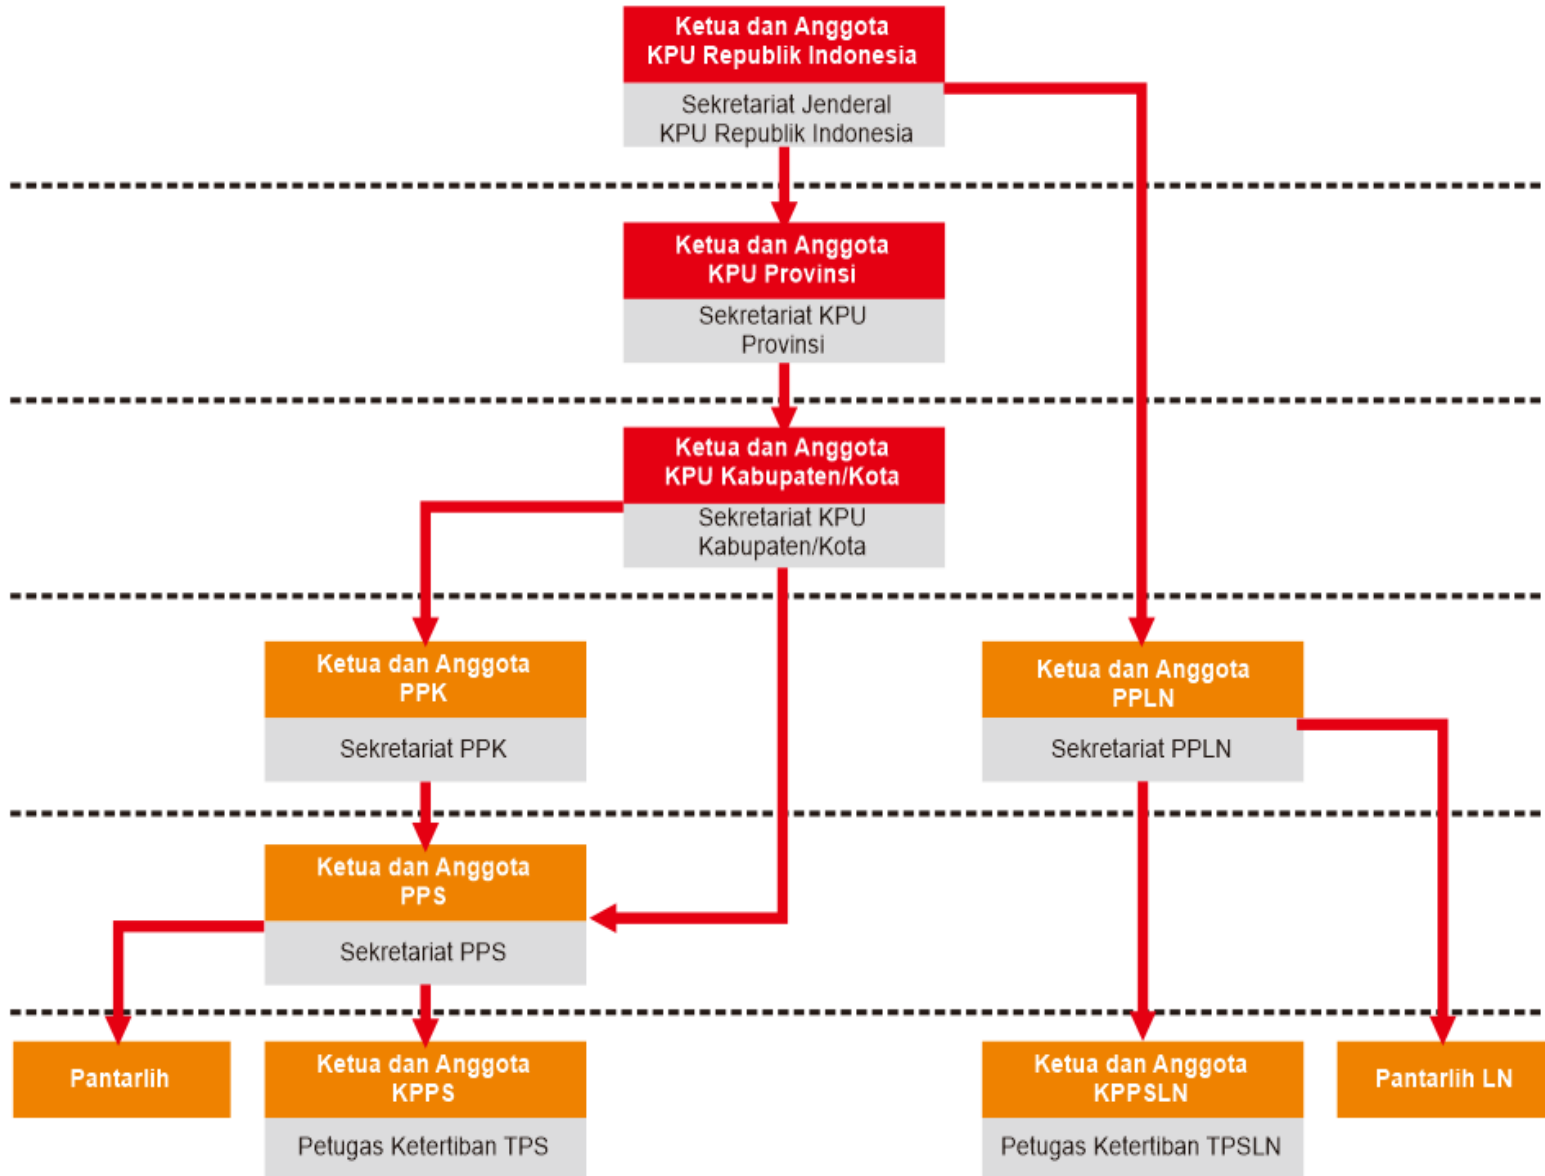 Ketua dan Anggota
KPU Republik Indonesia
Sekretariat Jenderal
KPU Republik Indonesia
Ketua dan Anggota
KPU Provinsi
Sekretariat KPU
Provinsi
Ketua dan Anggota
KPU Kabupaten/Kota
Sekretariat KPU
Kabupaten/Kota
Ketua dan Anggota
PPK
Sekretariat PPK
Ketua dan Anggota
PPLN
Sekretariat PPLN
Ketua dan Anggota
PPS
Sekretariat PPS
Pantarlih
Ketua dan Anggota
KPPS
Petugas Ketertiban TPS
Ketua dan Anggota
KPPSLN
Petugas Ketertiban TPSLN
Pantarlih LN